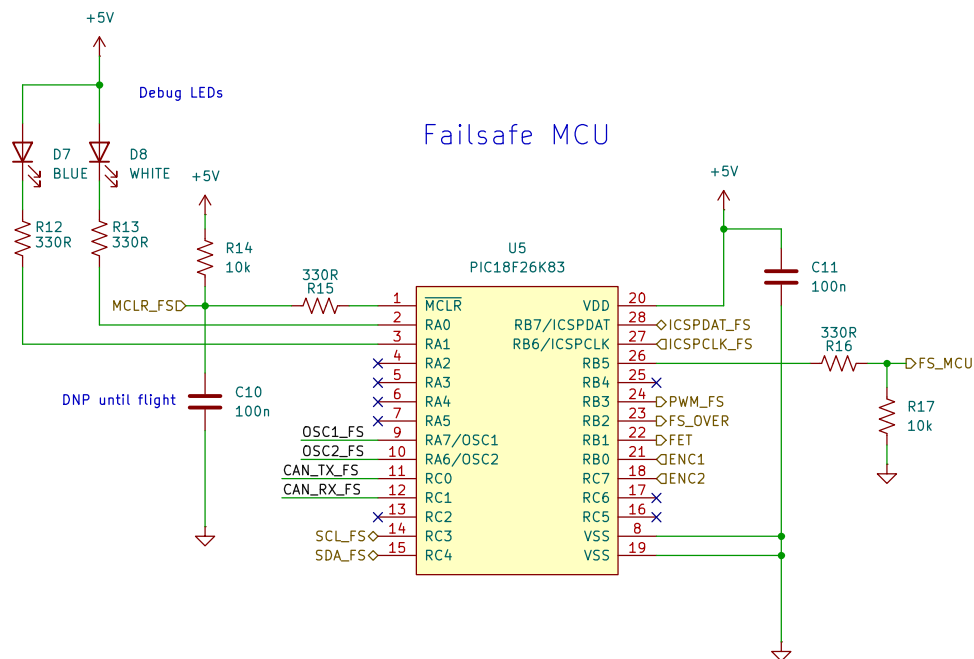 +5V
Debug LEDs
Failsafe MCU
D7
BLUE
D8
WHITE
+5V
+5V
R12
330R
R13
330R
R14
10k
U5
PIC18F26K83
C11
100n
330R
R15
MCLR_FS
1
MCLR
2
RA0
3
RA1
4
RA2
5
RA3
6
RA4
7
RA5
9
RA7/OSC1
10
RA6/OSC2
11
RC0
12
RC1
13
RC2
14
RC3
15
RC4
VDD
20
RB7/ICSPDAT
28
ICSPDAT_FS
RB6/ICSPCLK
27
ICSPCLK_FS
RB5
26
RB4
25
RB3
24
PWM_FS
RB2
23
FS_OVER
RB1
22
FET
RB0
21
ENC1
RC7
18
ENC2
RC6
17
RC5
16
VSS
8
VSS
19
330R
R16
FS_MCU
R17
10k
DNP until flight
C10
100n
OSC1_FS
OSC2_FS
CAN_TX_FS
CAN_RX_FS
SCL_FS
SDA_FS